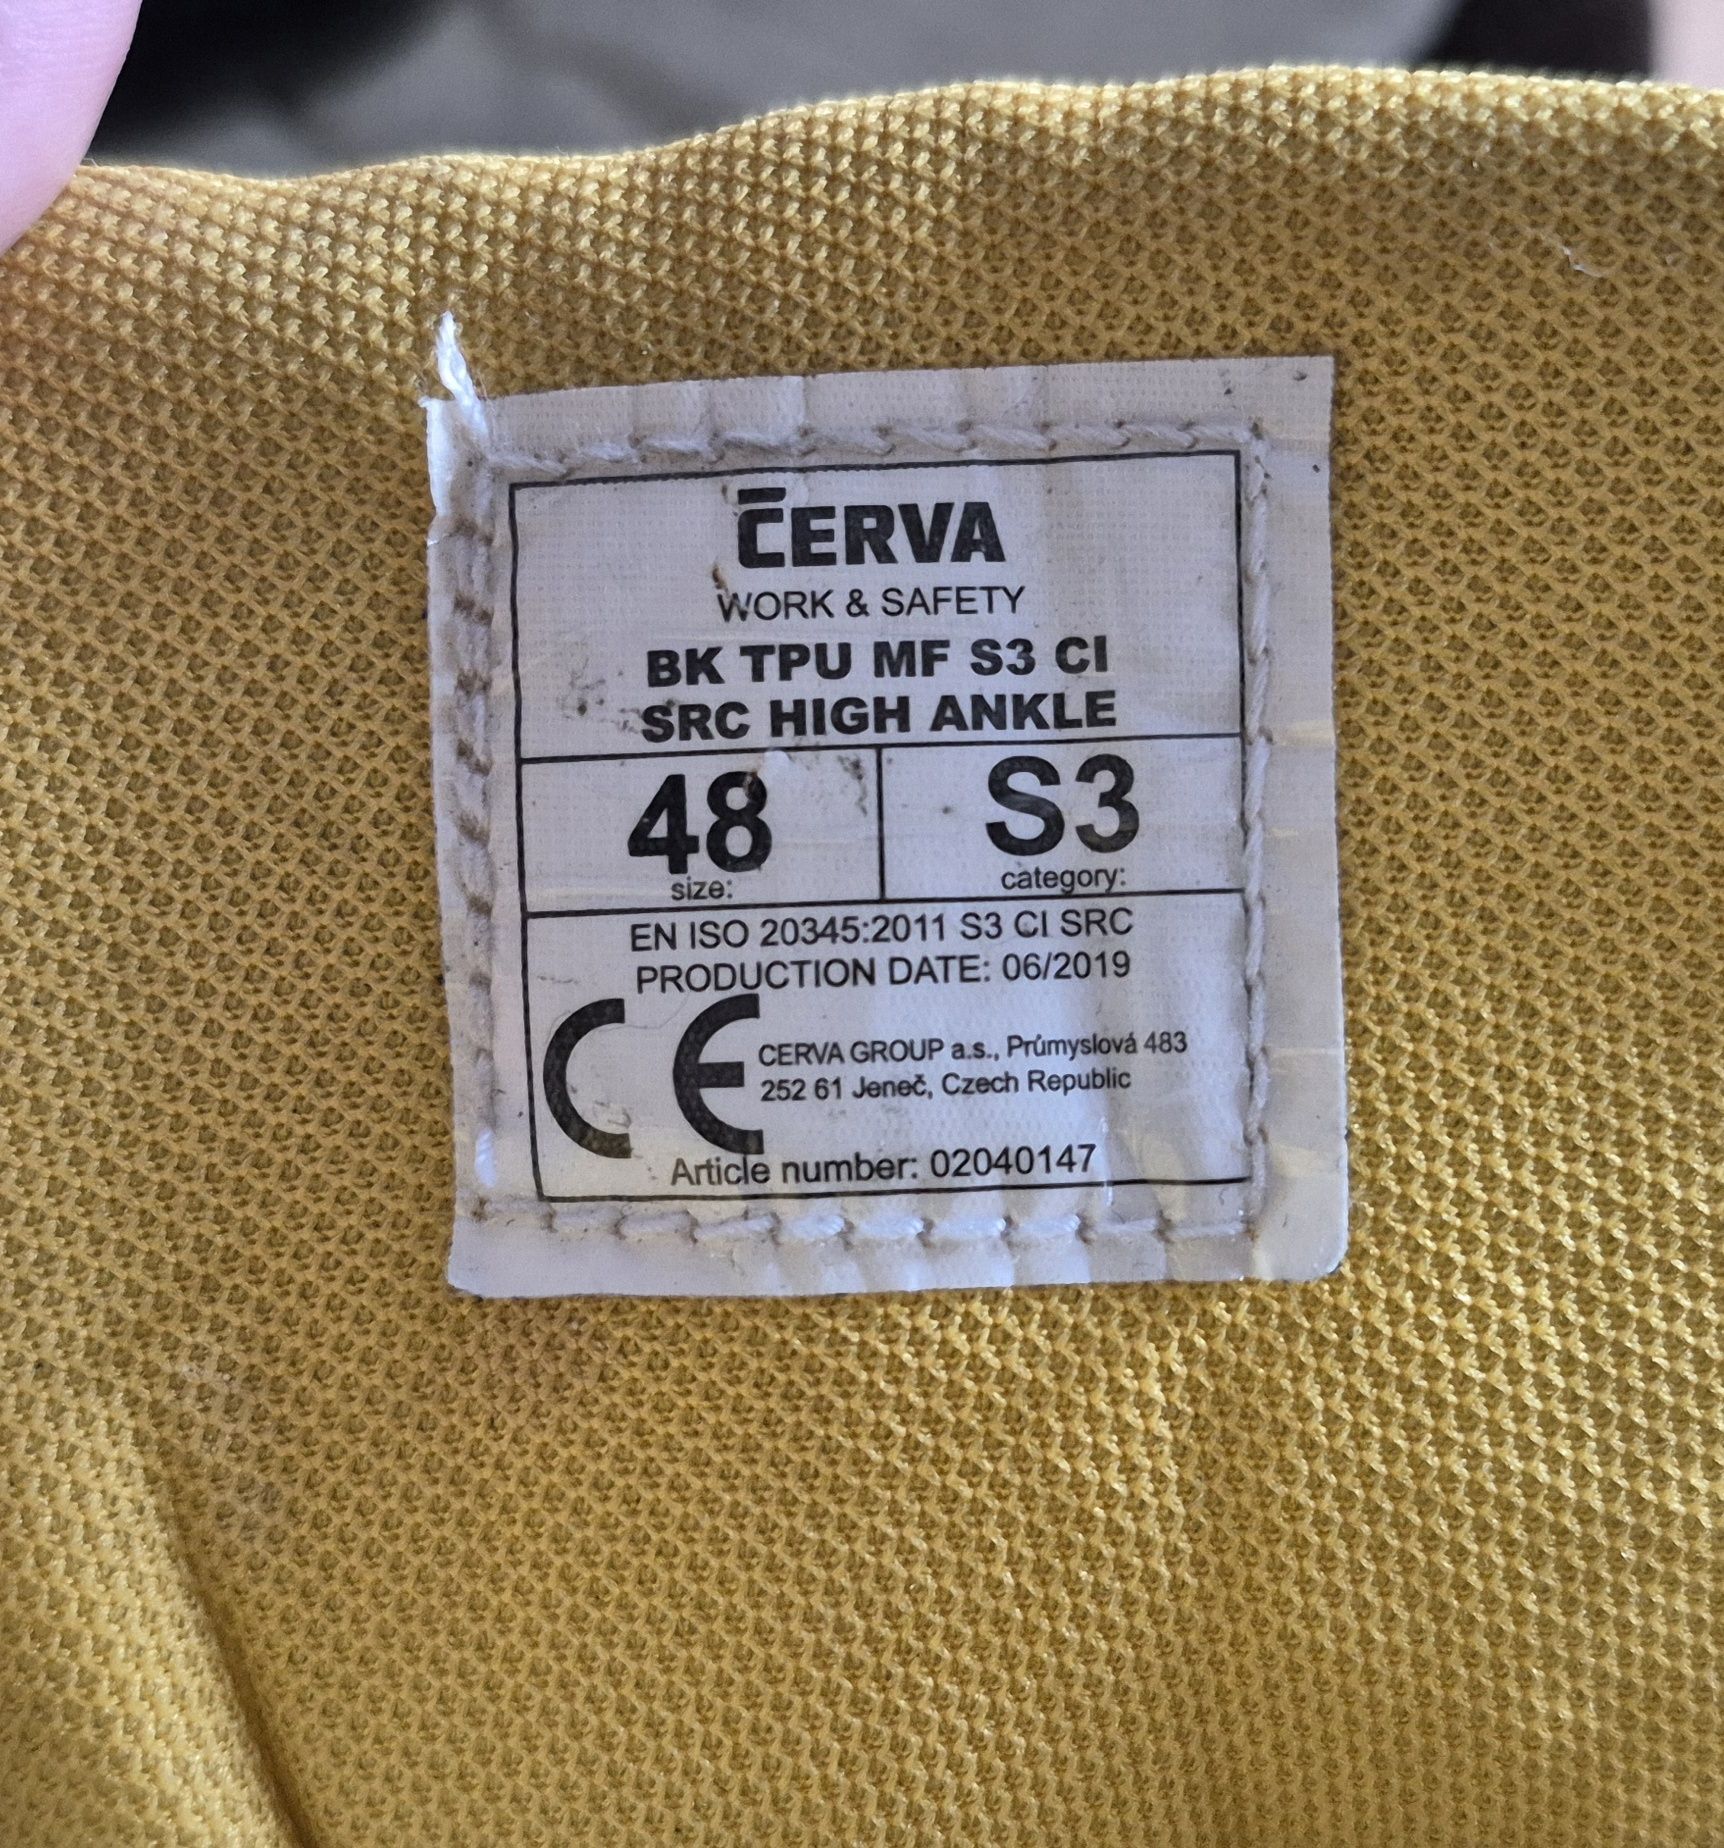 ČERVA
WORK & SAFETY
BK TPU MF S3 CI
SRC HIGH ANKLE
48
size:
S3
category:
EN ISO 20345:2011 S3 CI SRC
PRODUCTION DATE: 06/2019
CE
CERVA GROUP a.s., Průmyslová 483
252 61 Jeneč, Czech Republic
Article number: 02040147